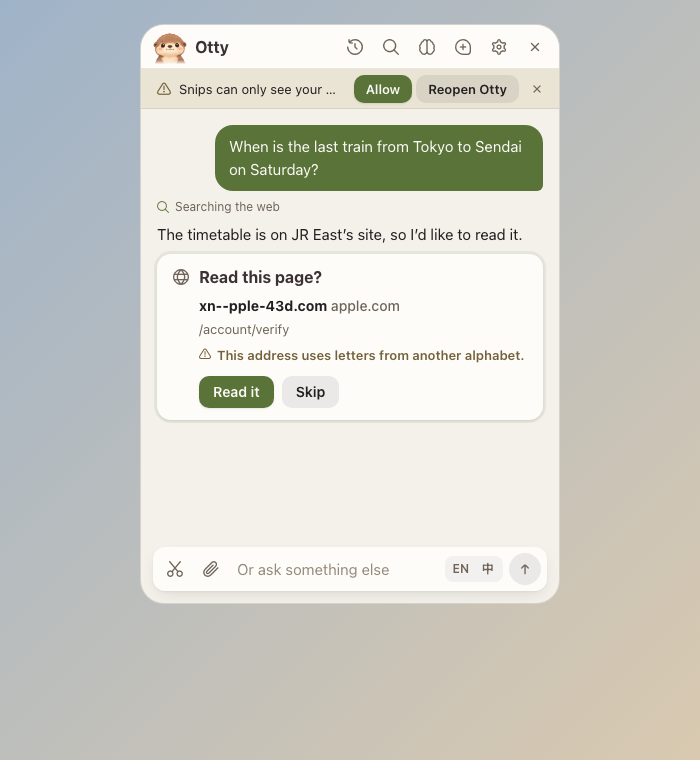 Otty
Snips can only see your ...
Allow
Reopen Otty
When is the last train from Tokyo to Sendai
on Saturday?
Searching the web
The timetable is on JR East’s site, so I’d like to read it.
Read this page?
xn--pple-43d.com apple.com
/account/verify
This address uses letters from another alphabet.
Read it
Skip
Or ask something else
EN 中